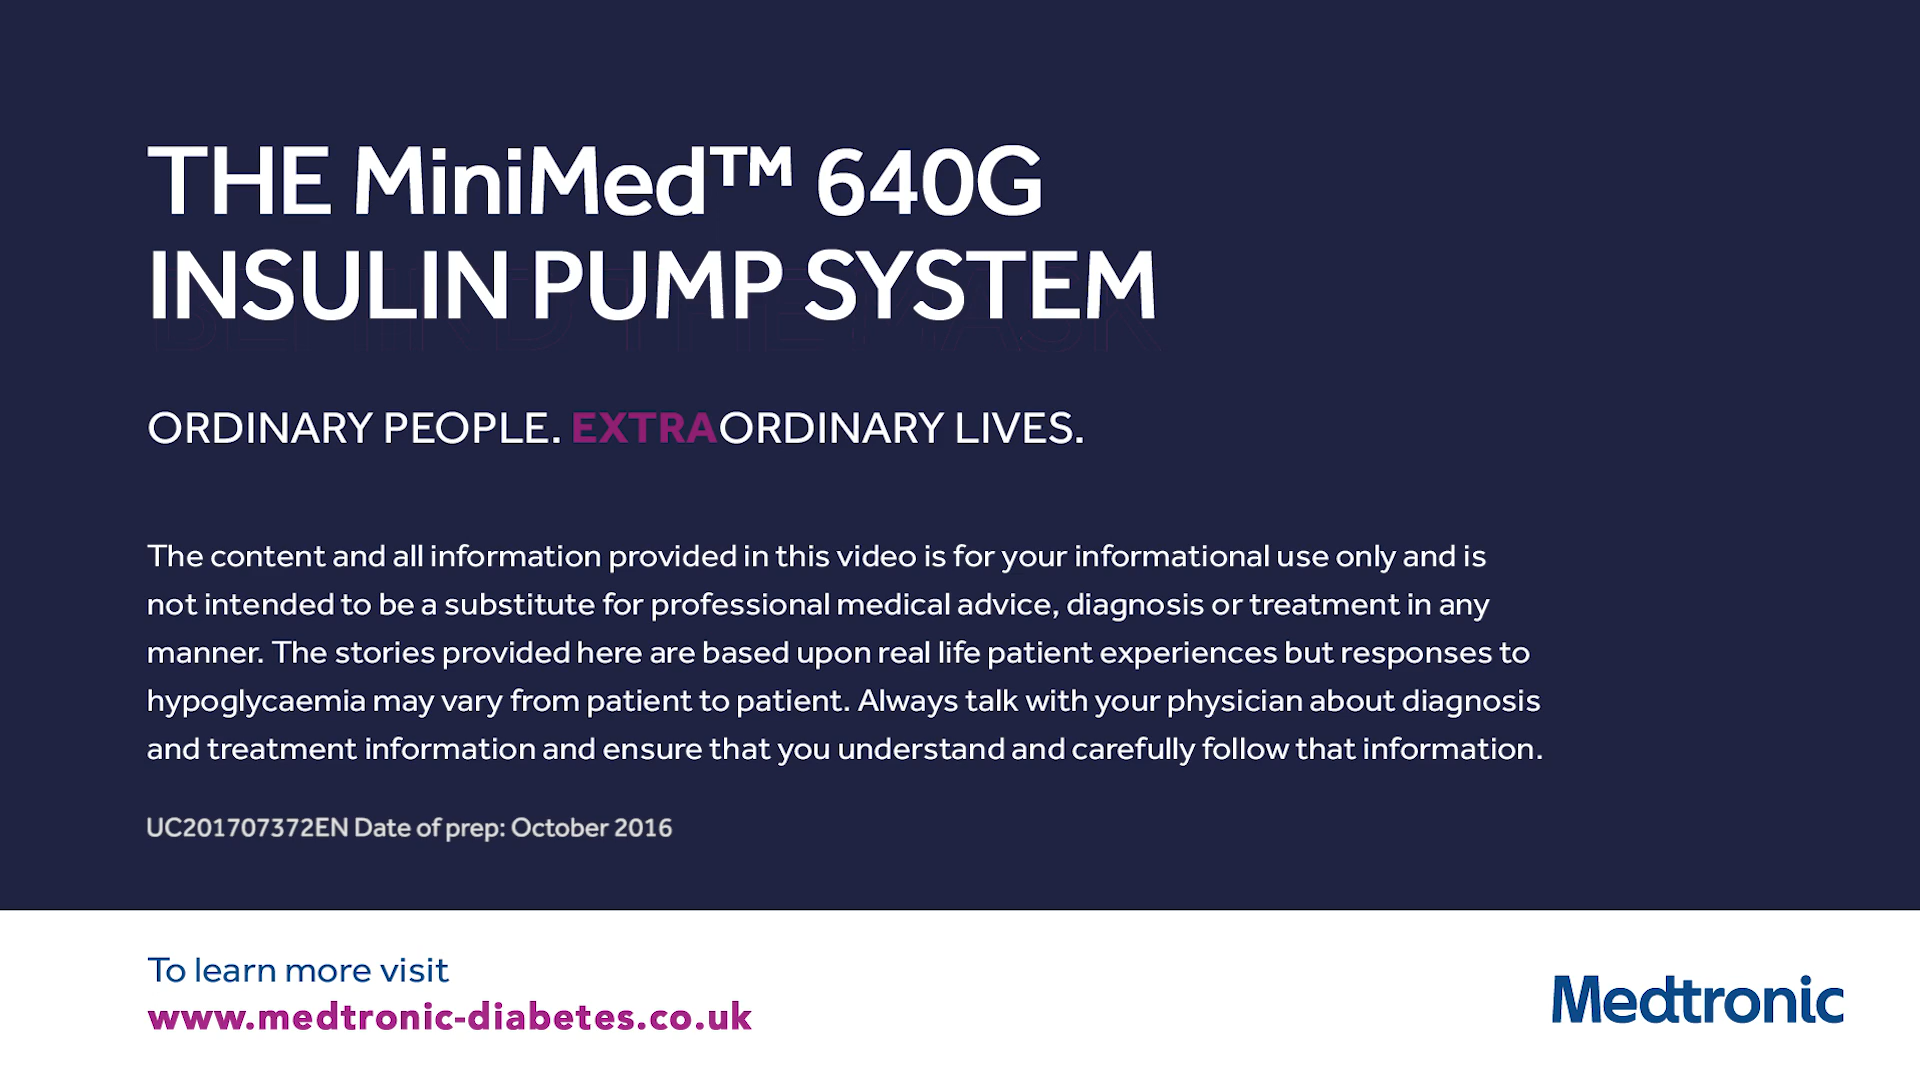 THE MiniMed™ 640G
INSULIN PUMP SYSTEM
BEHIND THE MASK
ORDINARY PEOPLE. EXTRAORDINARY LIVES.
The content and all information provided in this video is for your informational use only and is
not intended to be a substitute for professional medical advice, diagnosis or treatment in any
manner. The stories provided here are based upon real life patient experiences but responses to
hypoglycaemia may vary from patient to patient. Always talk with your physician about diagnosis
and treatment information and ensure that you understand and carefully follow that information.
UC201707372EN Date of prep: October 2016
To learn more visit
www.medtronic-diabetes.co.uk
Medtronic